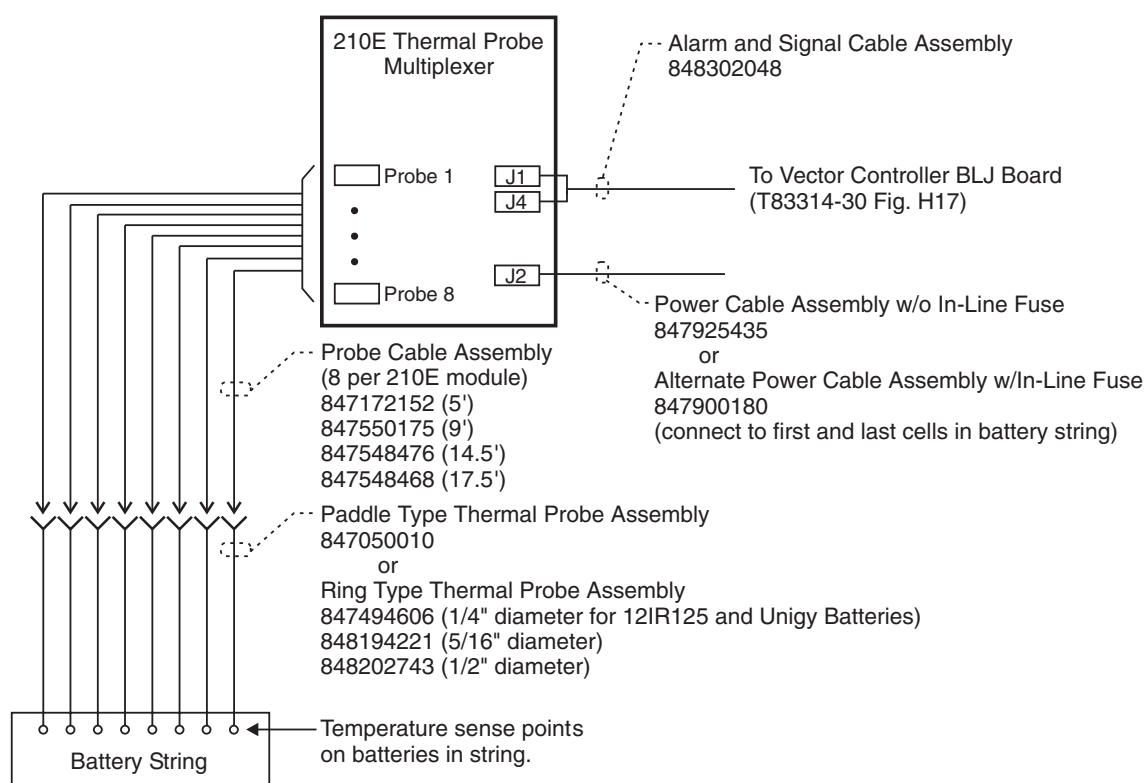 210E Thermal Probe
Multiplexer
Alarm and Signal Cable Assembly
848302048
Probe 1
J1
J4
To Vector Controller BLJ Board
(T83314-30 Fig. H17)
Probe 8
J2
Power Cable Assembly w/o In-Line Fuse
847925435
or
Alternate Power Cable Assembly w/In-Line Fuse
847900180
(connect to first and last cells in battery string)
Probe Cable Assembly
(8 per 210E module)
847172152 (5')
847550175 (9')
847548476 (14.5')
847548468 (17.5')
Paddle Type Thermal Probe Assembly
847050010
or
Ring Type Thermal Probe Assembly
847494606 (1/4" diameter for 12IR125 and Unigy Batteries)
848194221 (5/16" diameter)
848202743 (1/2" diameter)
Temperature sense points
on batteries in string.
Battery String